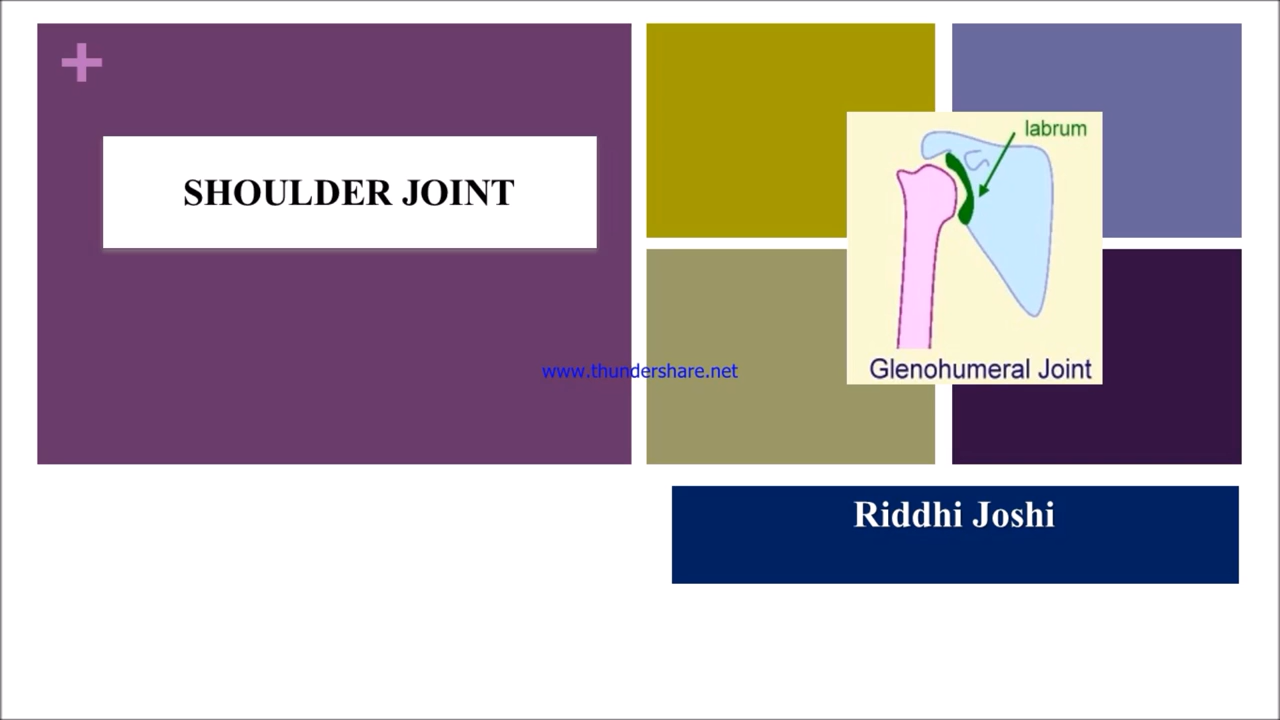 +
SHOULDER JOINT
labrum
Glenohumeral Joint
www.thundershare.net
Riddhi Joshi